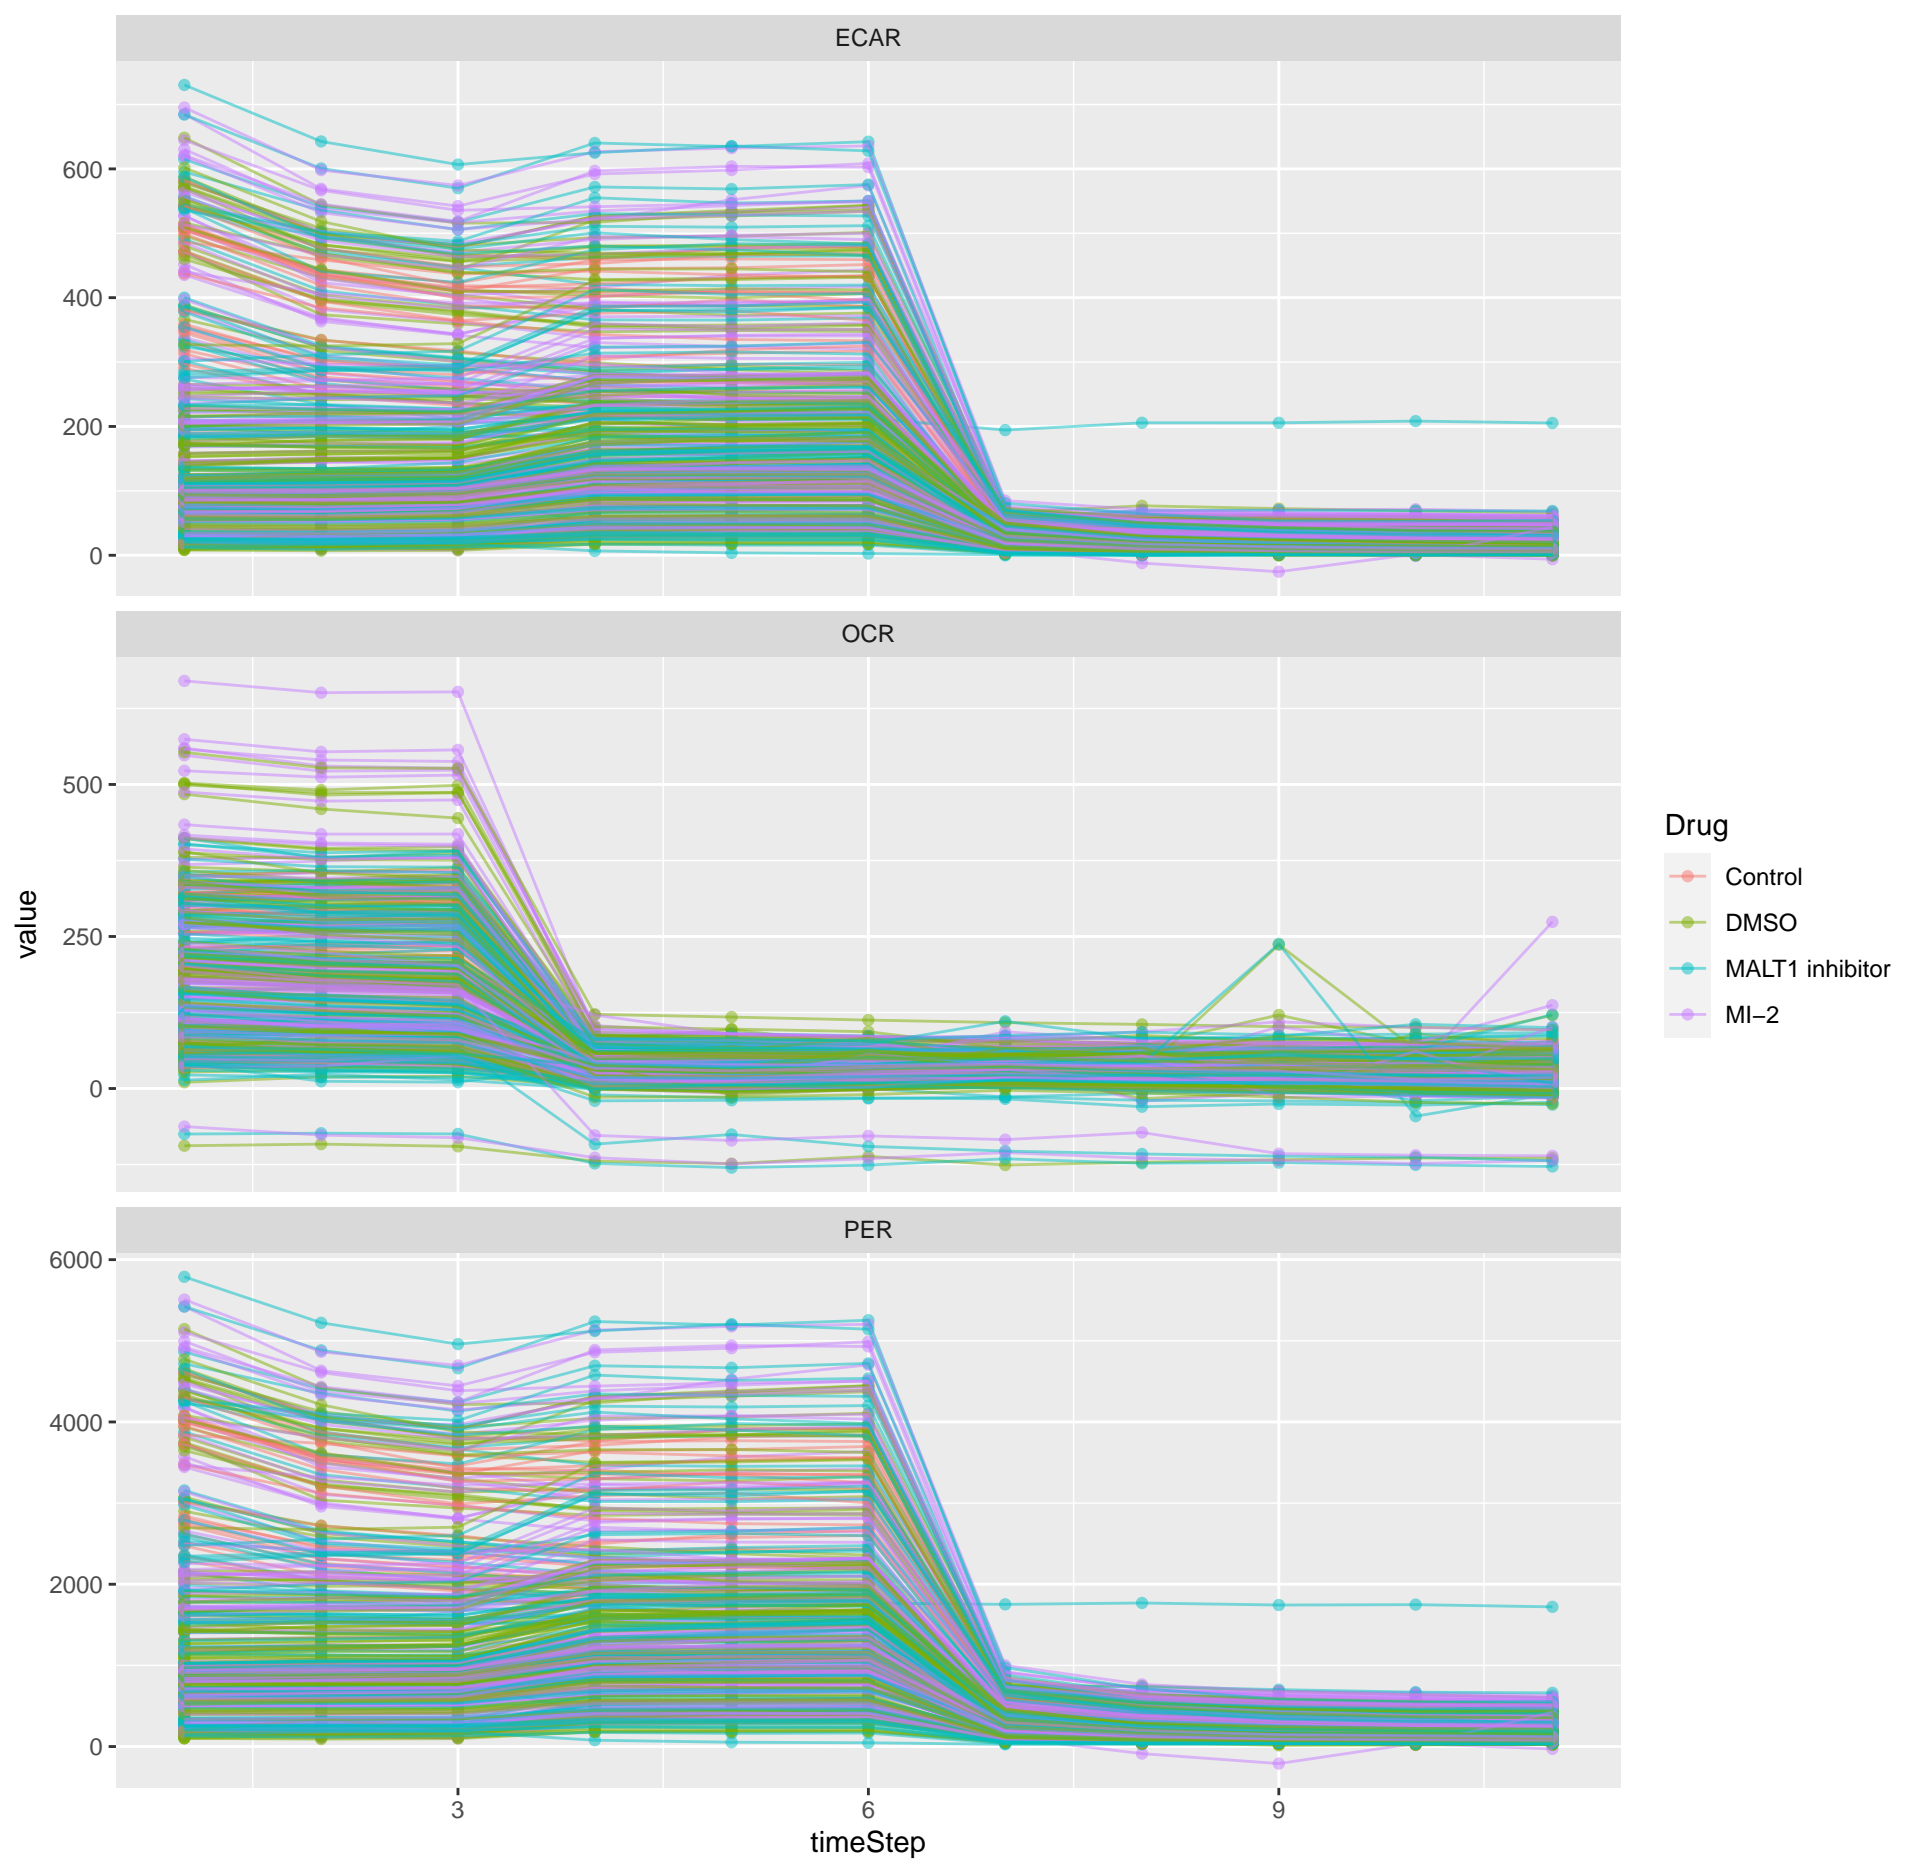 ECAR
600
400
200
0
OCR
500
250
0
PER
6000
4000
2000
0
3
6
9
timeStep
value
Drug
Control
DMSO
MALT1 inhibitor
MI−2